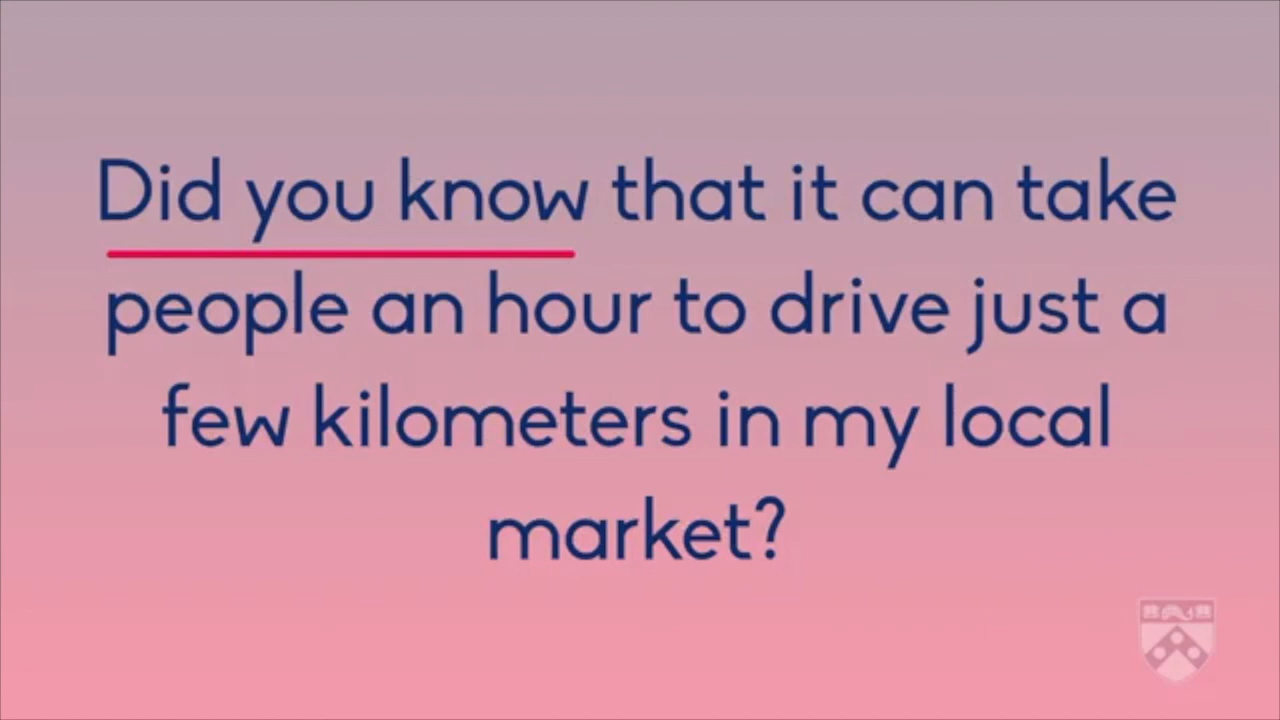 Did you know that it can take
people an hour to drive just a
few kilometers in my local
market?